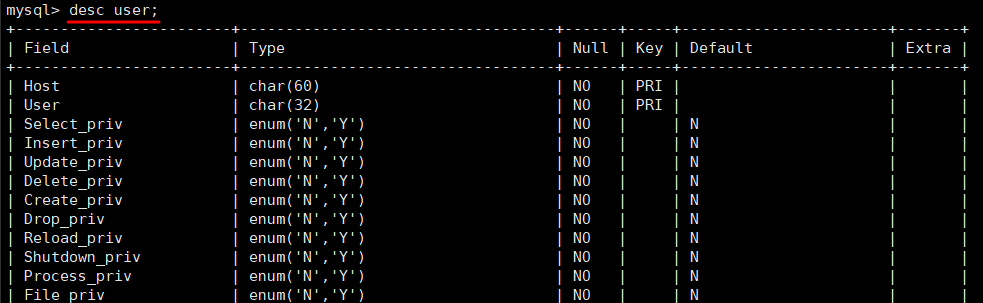 mysql> desc user;
+------------------------+-----------------------------------+------+-----+-----------------------+-------+
| Field | Type | Null | Key | Default | Extra |
+------------------------+-----------------------------------+------+-----+-----------------------+-------+
| Host | char(60) | NO | PRI | | |
| User | char(32) | NO | PRI | | |
| Select_priv | enum('N','Y') | NO | | N | |
| Insert_priv | enum('N','Y') | NO | | N | |
| Update_priv | enum('N','Y') | NO | | N | |
| Delete_priv | enum('N','Y') | NO | | N | |
| Create_priv | enum('N','Y') | NO | | N | |
| Drop_priv | enum('N','Y') | NO | | N | |
| Reload_priv | enum('N','Y') | NO | | N | |
| Shutdown_priv | enum('N','Y') | NO | | N | |
| Process_priv | enum('N','Y') | NO | | N | |
| File_priv | enum('N','Y') | NO | | N | |